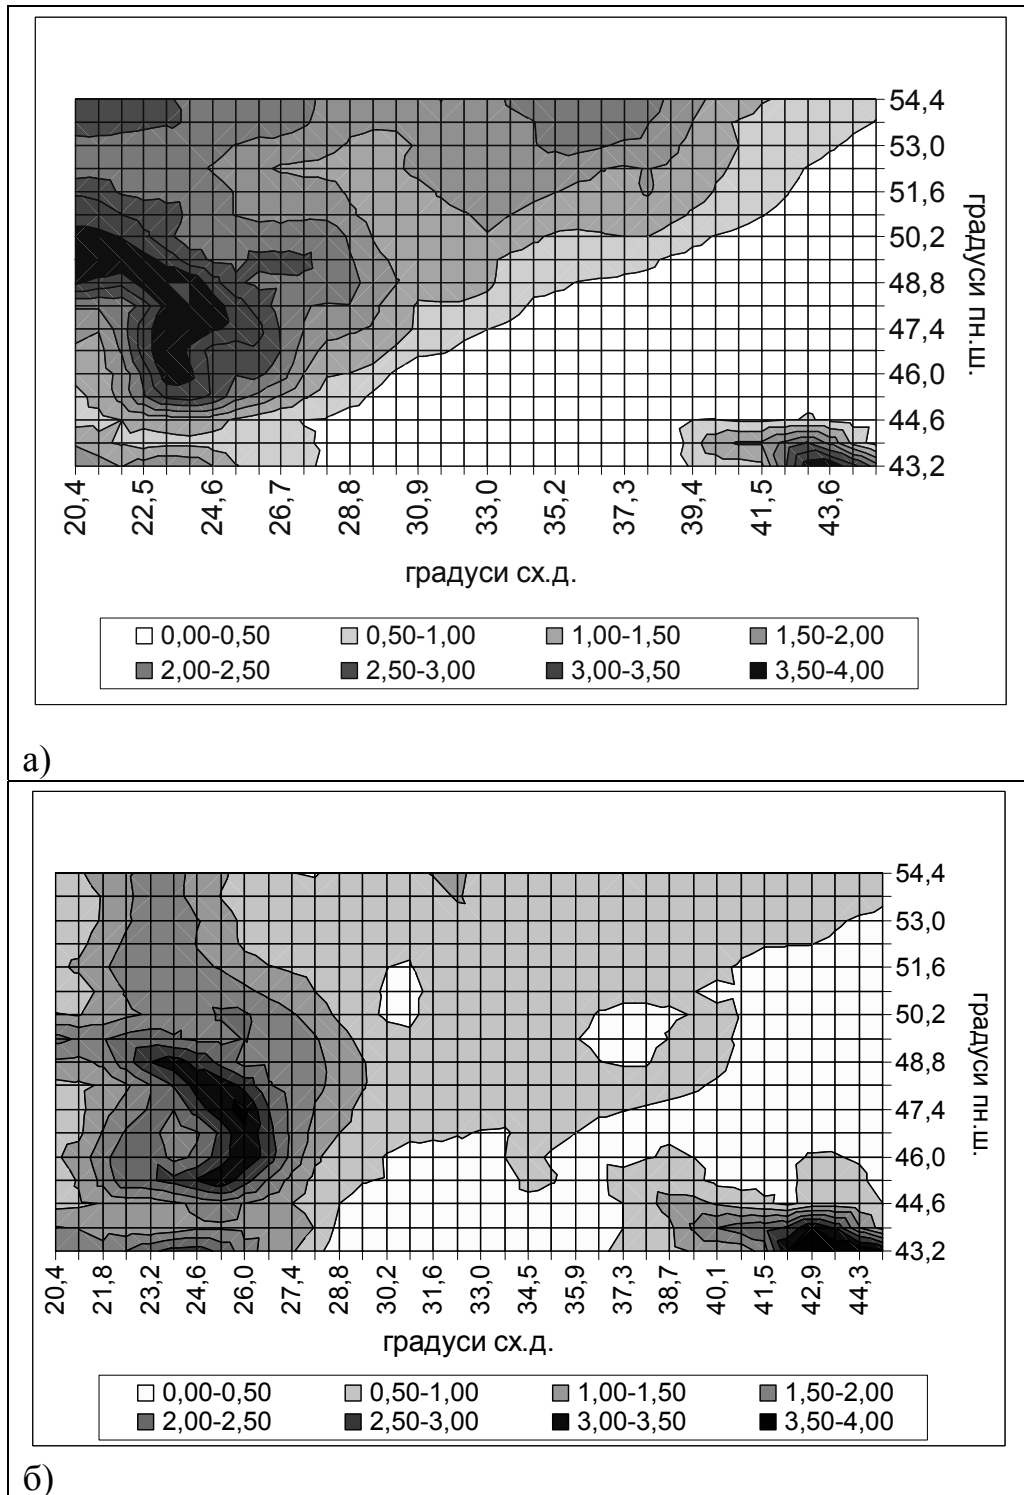 54,4
53,0
51,6
50,2
48,8
47,4
46,0
44,6
43,2
градуси пн.ш.
20,4 22,5 24,6 26,7 28,8 30,9 33,0 35,2 37,3 39,4 41,5 43,6
градуси сх.д.
0,00-0,50 0,50-1,00 1,00-1,50 1,50-2,00
2,00-2,50 2,50-3,00 3,00-3,50 3,50-4,00
а)
54,4
53,0
51,6
50,2
48,8
47,4
46,0
44,6
43,2
градуси пн.ш.
20,4 21,8 23,2 24,6 26,0 27,4 28,8 30,2 31,6 33,0 34,5 35,9 37,3 38,7 40,1 41,5 42,9 44,3
градуси сх.д.
0,00-0,50 0,50-1,00 1,00-1,50 1,50-2,00
2,00-2,50 2,50-3,00 3,00-3,50 3,50-4,00
б)